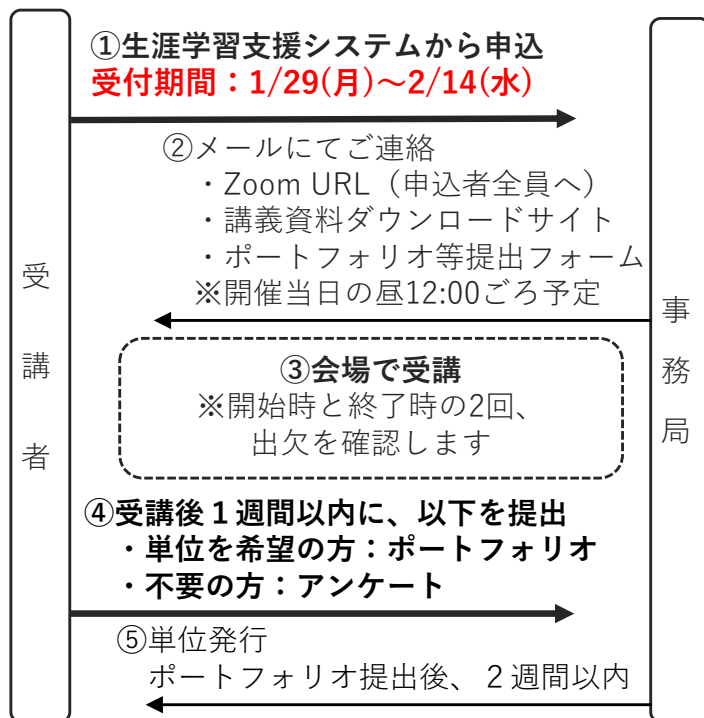 ①生涯学習支援システムから申込
受付期間：1/29(月)～2/14(水)
②メールにてご連絡
・Zoom URL（申込者全員へ）
・講義資料ダウンロードサイト
・ポートフォリオ等提出フォーム
※開催当日の昼12:00ごろ予定
受講者
事務局
③会場で受講
※開始時と終了時の2回、
出欠を確認します
④受講後１週間以内に、以下を提出
・単位を希望の方：ポートフォリオ
・不要の方：アンケート
⑤単位発行
ポートフォリオ提出後、２週間以内